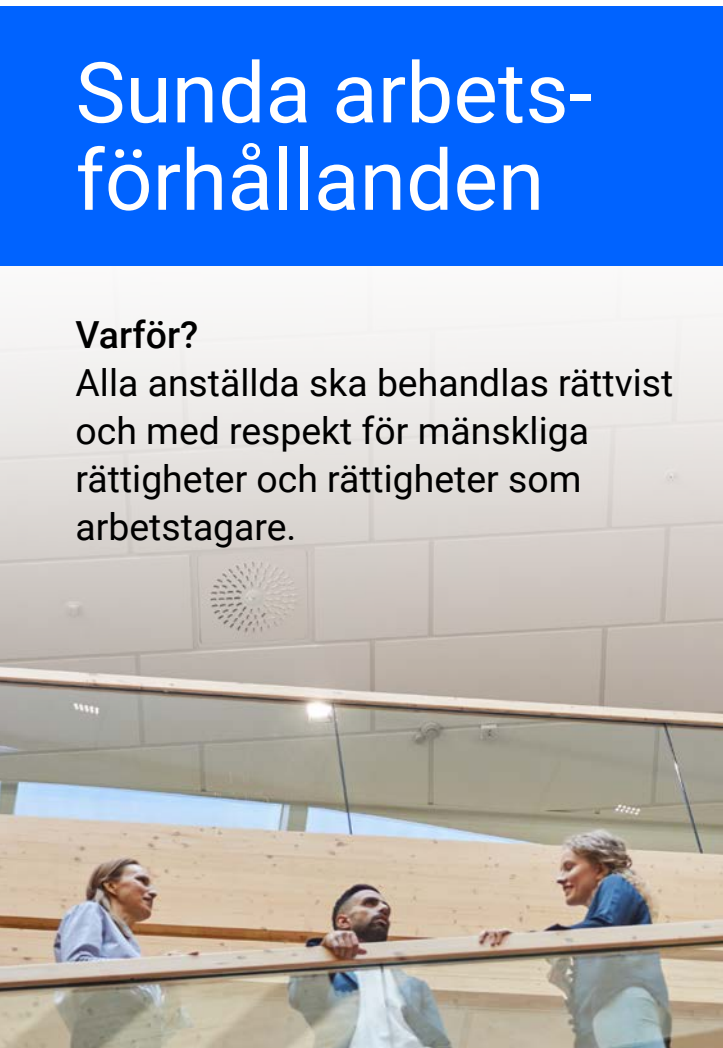 Sunda arbets-
förhållanden
Varför?
Alla anställda ska behandlas rättvist
och med respekt för mänskliga
rättigheter och rättigheter som
arbetstagare.